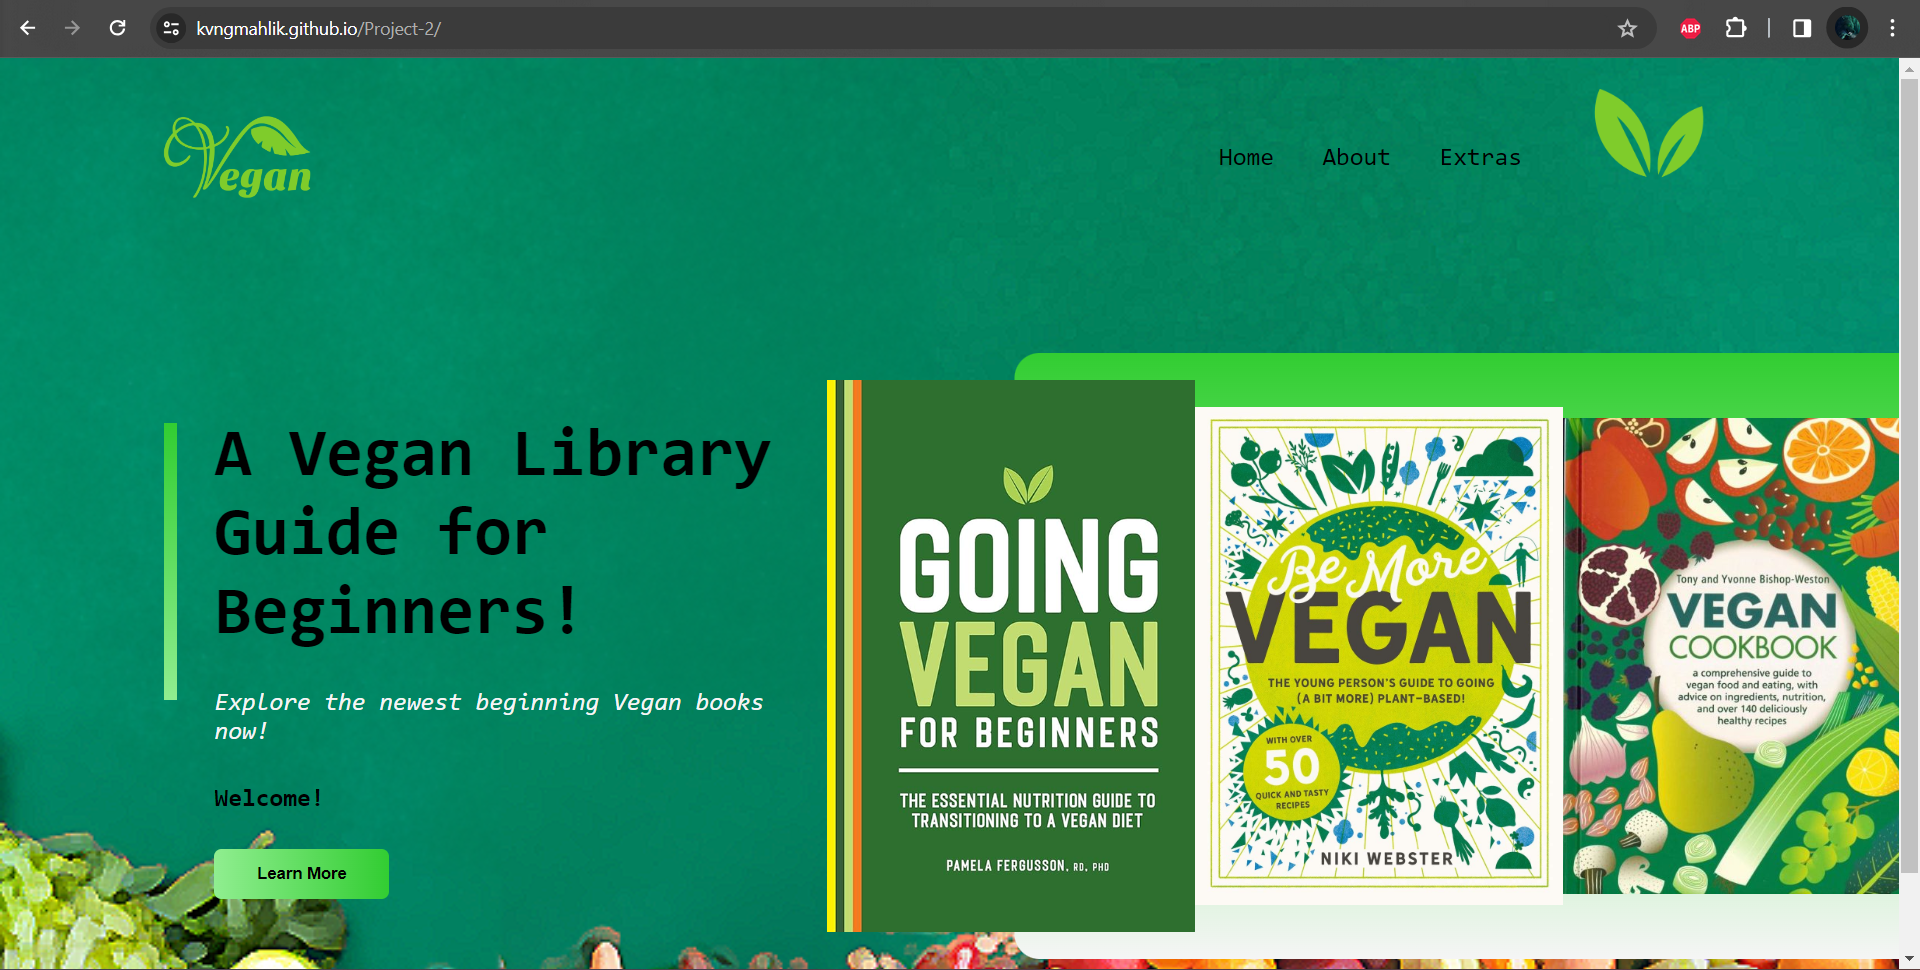 kvngmahlik.github.io/Project-2/
ABP
Vegan
Home About Extras
A Vegan Library
Guide for
Beginners!
Explore the newest beginning Vegan books
now!
Welcome!
Learn More
GOING
VEGAN
FOR BEGINNERS
THE ESSENTIAL NUTRITION GUIDE TO
TRANSITIONING TO A VEGAN DIET
PAMELA FERGUSSON, RD, PHD
Be More
VEGAN
THE YOUNG PERSON'S GUIDE TO GOING
(A BIT MORE) PLANT-BASED!
WITH OVER
50
QUICK AND TASTY
RECIPES
NIKI WEBSTER
Tony and Yvonne Bishop-Weston
VEGAN
COOKBOOK
a comprehensive guide to
vegan food and eating, with
advice on ingredients, nutrition,
and over 140 deliciously
healthy recipes